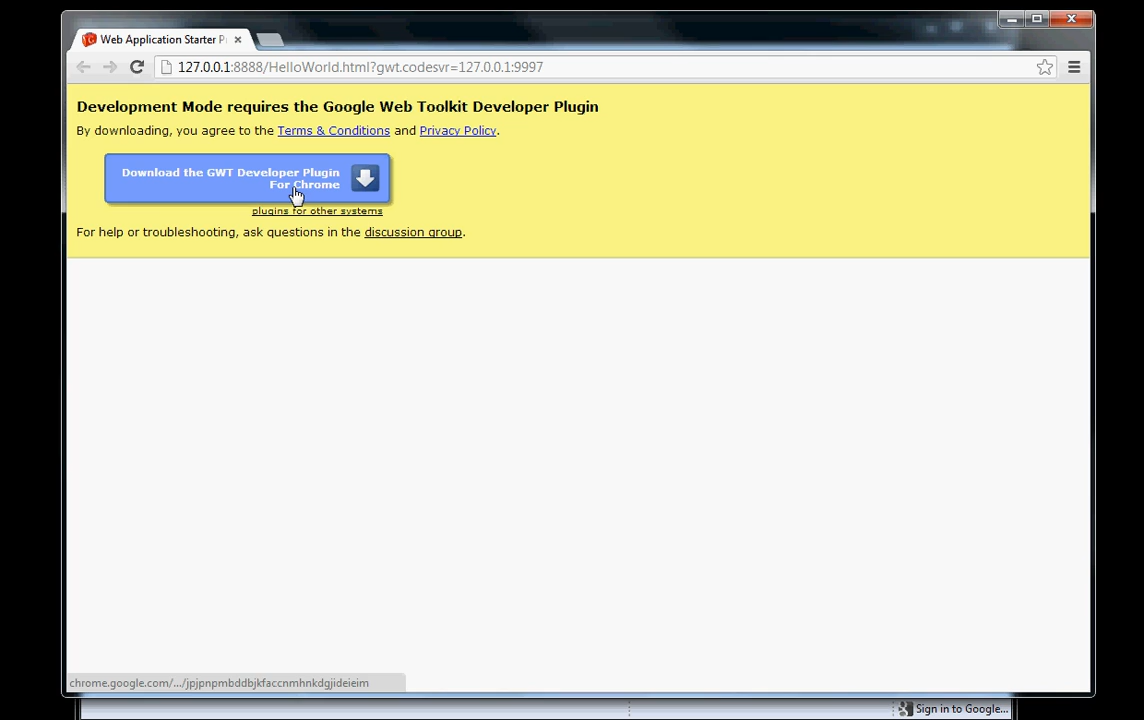 Web Application Starter P
127.0.0.1:8888/HelloWorld.html?gwt.codesvr=127.0.0.1:9997
Development Mode requires the Google Web Toolkit Developer Plugin
By downloading, you agree to the Terms & Conditions and Privacy Policy.
Download the GWT Developer Plugin
For Chrome
plugins for other systems
For help or troubleshooting, ask questions in the discussion group.
chrome.google.com/.../jpjpnpmbddbjkfaccnmhnkdgjideieim
Sign in to Google...